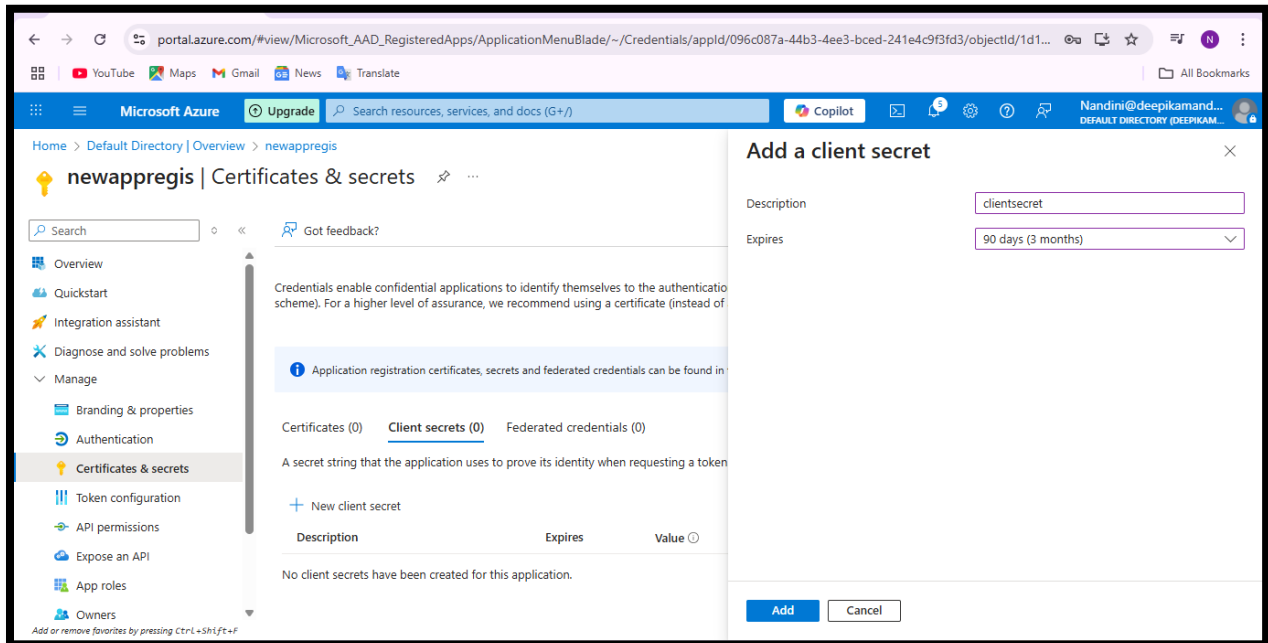 portal.azure.com/#view/Microsoft_AAD_RegisteredApps/ApplicationMenuBlade/~/Credentials/appId/096c087a-44b3-4ee3-bced-241e4c9f3fd3/objectId/1d1... N
YouTube Maps Gmail News Translate All Bookmarks
Microsoft Azure Upgrade Search resources, services, and docs (G+/) Copilot 5 Nandini@deepikamand...
DEFAULT DIRECTORY (DEEPIKAM...
Home > Default Directory | Overview > newappregis
newappregis | Certificates & secrets ...
Search
Overview
Quickstart
Integration assistant
Diagnose and solve problems
Manage
Branding & properties
Authentication
Certificates & secrets
Token configuration
API permissions
Expose an API
App roles
Owners
Add or remove favorites by pressing Ctrl+Shift+F
Got feedback?
Credentials enable confidential applications to identify themselves to the authenticatio
scheme). For a higher level of assurance, we recommend using a certificate (instead of
Application registration certificates, secrets and federated credentials can be found in
Certificates (0) Client secrets (0) Federated credentials (0)
A secret string that the application uses to prove its identity when requesting a token
New client secret
Description Expires Value
No client secrets have been created for this application.
Add a client secret
Description clientsecret
Expires 90 days (3 months)
Add Cancel